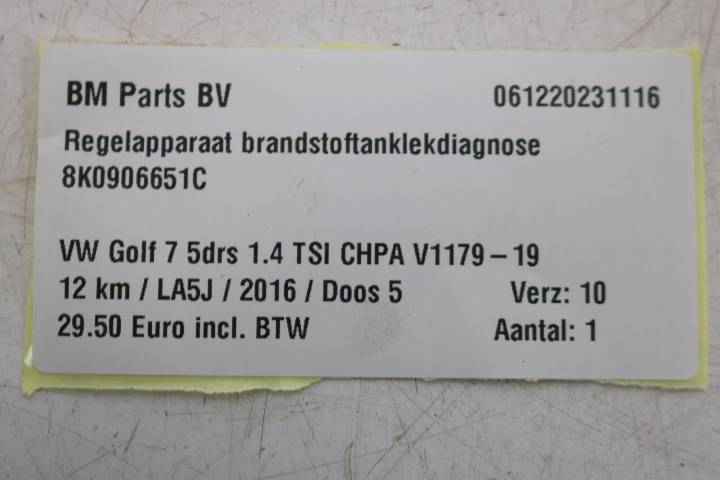 BM Parts BV 061220231116
Regelapparaat brandstoftanklekdiagnose
8K0906651C
VW Golf 7 5drs 1.4 TSI CHPA V1179-19
12 km / LA5J / 2016 / Doos 5 Verz: 10
29.50 Euro incl. BTW Aantal: 1